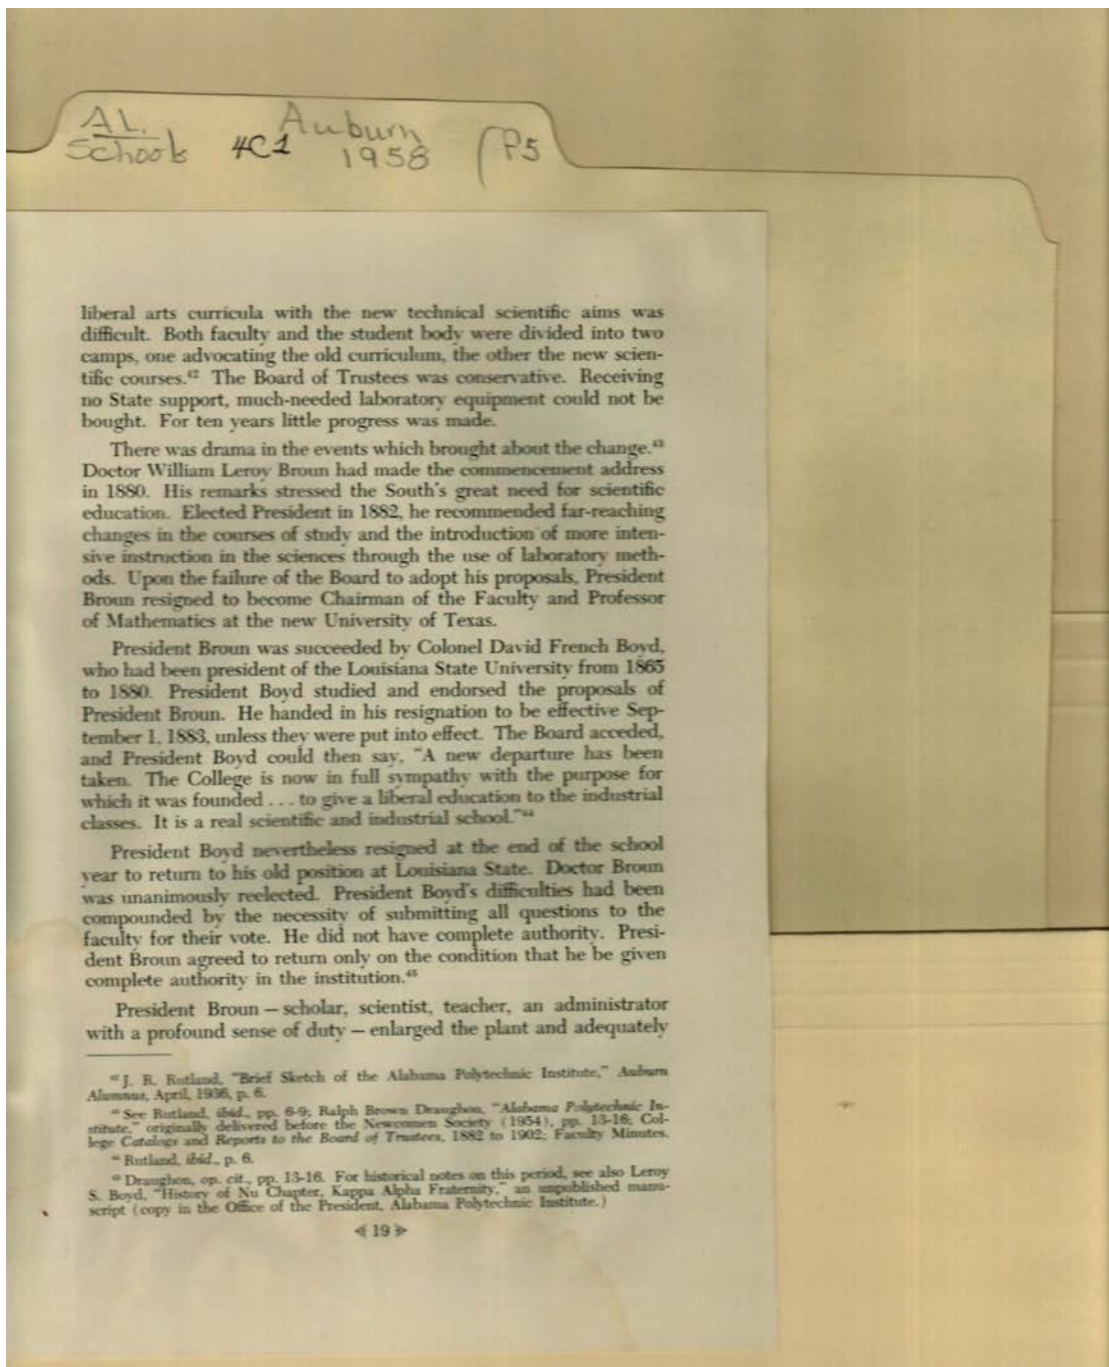 AL. Auburn
Schools 4C1 1958 (P5
liberal arts curricula with the new technical scientific aims was
difficult. Both faculty and the student body were divided into two
camps, one advocating the old curriculum, the other the new scien-
tific courses.⁴² The Board of Trustees was conservative. Receiving
no State support, much-needed laboratory equipment could not be
bought. For ten years little progress was made.
There was drama in the events which brought about the change.⁴³
Doctor William Leroy Broun had made the commencement address
in 1880. His remarks stressed the South's great need for scientific
education. Elected President in 1882, he recommended far-reaching
changes in the courses of study and the introduction of more inten-
sive instruction in the sciences through the use of laboratory meth-
ods. Upon the failure of the Board to adopt his proposals, President
Broun resigned to become Chairman of the Faculty and Professor
of Mathematics at the new University of Texas.
President Broun was succeeded by Colonel David French Boyd,
who had been president of the Louisiana State University from 1865
to 1880. President Boyd studied and endorsed the proposals of
President Broun. He handed in his resignation to be effective Sep-
tember 1, 1883, unless they were put into effect. The Board acceded,
and President Boyd could then say, "A new departure has been
taken. The College is now in full sympathy with the purpose for
which it was founded . . . to give a liberal education to the industrial
classes. It is a real scientific and industrial school."⁴⁴
President Boyd nevertheless resigned at the end of the school
year to return to his old position at Louisiana State. Doctor Broun
was unanimously reelected. President Boyd's difficulties had been
compounded by the necessity of submitting all questions to the
faculty for their vote. He did not have complete authority. Presi-
dent Broun agreed to return only on the condition that he be given
complete authority in the institution.⁴⁵
President Broun — scholar, scientist, teacher, an administrator
with a profound sense of duty — enlarged the plant and adequately
⁴² J. R. Rutland, "Brief Sketch of the Alabama Polytechnic Institute," Auburn
Alumnus, April, 1936, p. 6.
⁴³ See Rutland, ibid., pp. 6-9; Ralph Brown Draughon, "Alabama Polytechnic In-
stitute," originally delivered before the Newcomen Society (1954), pp. 13-16; Col-
lege Catalogs and Reports to the Board of Trustees, 1882 to 1902; Faculty Minutes.
⁴⁴ Rutland, ibid., p. 6.
⁴⁵ Draughon, op. cit., pp. 13-16. For historical notes on this period, see also Leroy
S. Boyd, "History of Nu Chapter, Kappa Alpha Fraternity," an unpublished manu-
script (copy in the Office of the President, Alabama Polytechnic Institute.)
⊰ 19 ⊱